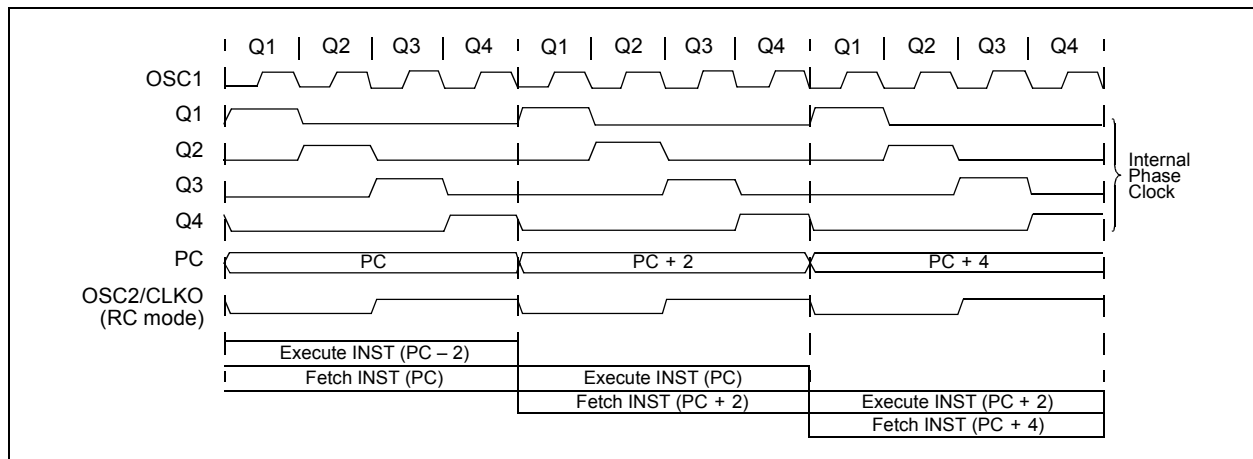 Q1 | Q2 | Q3 | Q4 | Q1 | Q2 | Q3 | Q4 | Q1 | Q2 | Q3 | Q4
OSC1
Q1
Q2
Q3
Q4
Internal
Phase
Clock
PC
PC
PC + 2
PC + 4
OSC2/CLKO
(RC mode)
Execute INST (PC – 2)
Fetch INST (PC)
Execute INST (PC)
Fetch INST (PC + 2)
Execute INST (PC + 2)
Fetch INST (PC + 4)